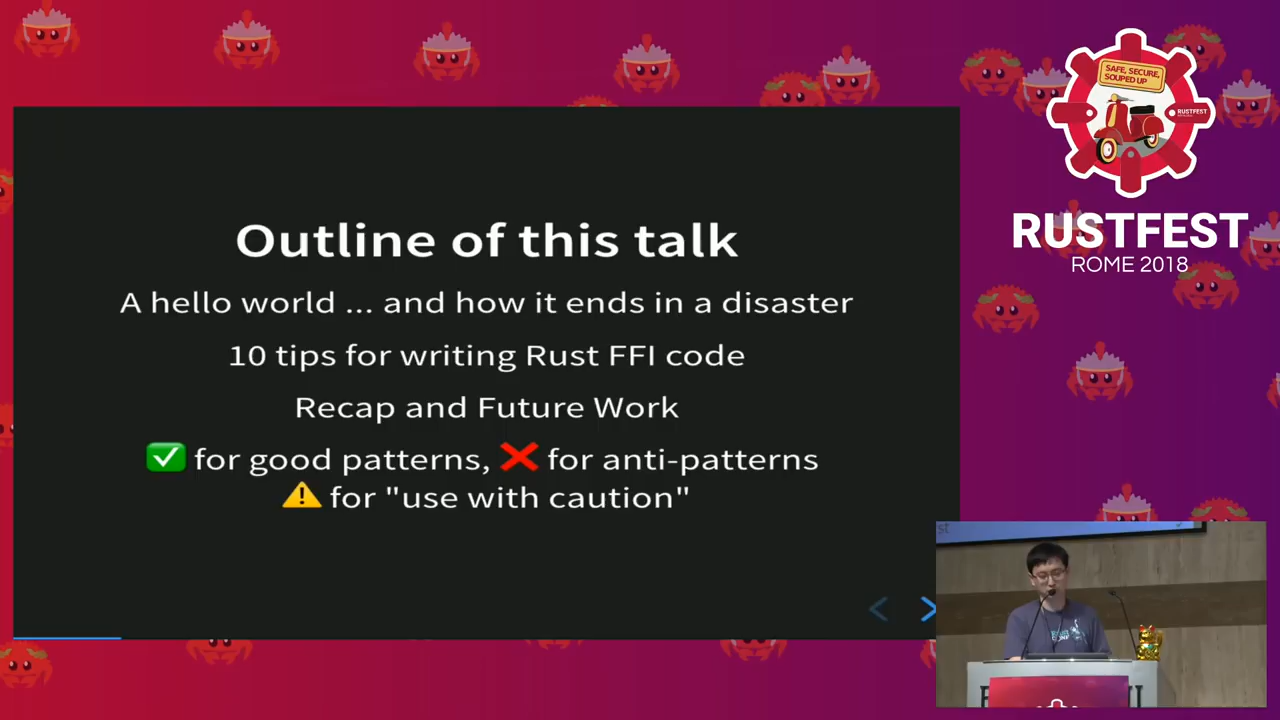 SAFE, SECURE,
SOUPED UP
RUSTFEST
RUSTFEST
ROME 2018
Outline of this talk
A hello world ... and how it ends in a disaster
10 tips for writing Rust FFI code
Recap and Future Work
✅ for good patterns, ❌ for anti-patterns
⚠ for "use with caution"